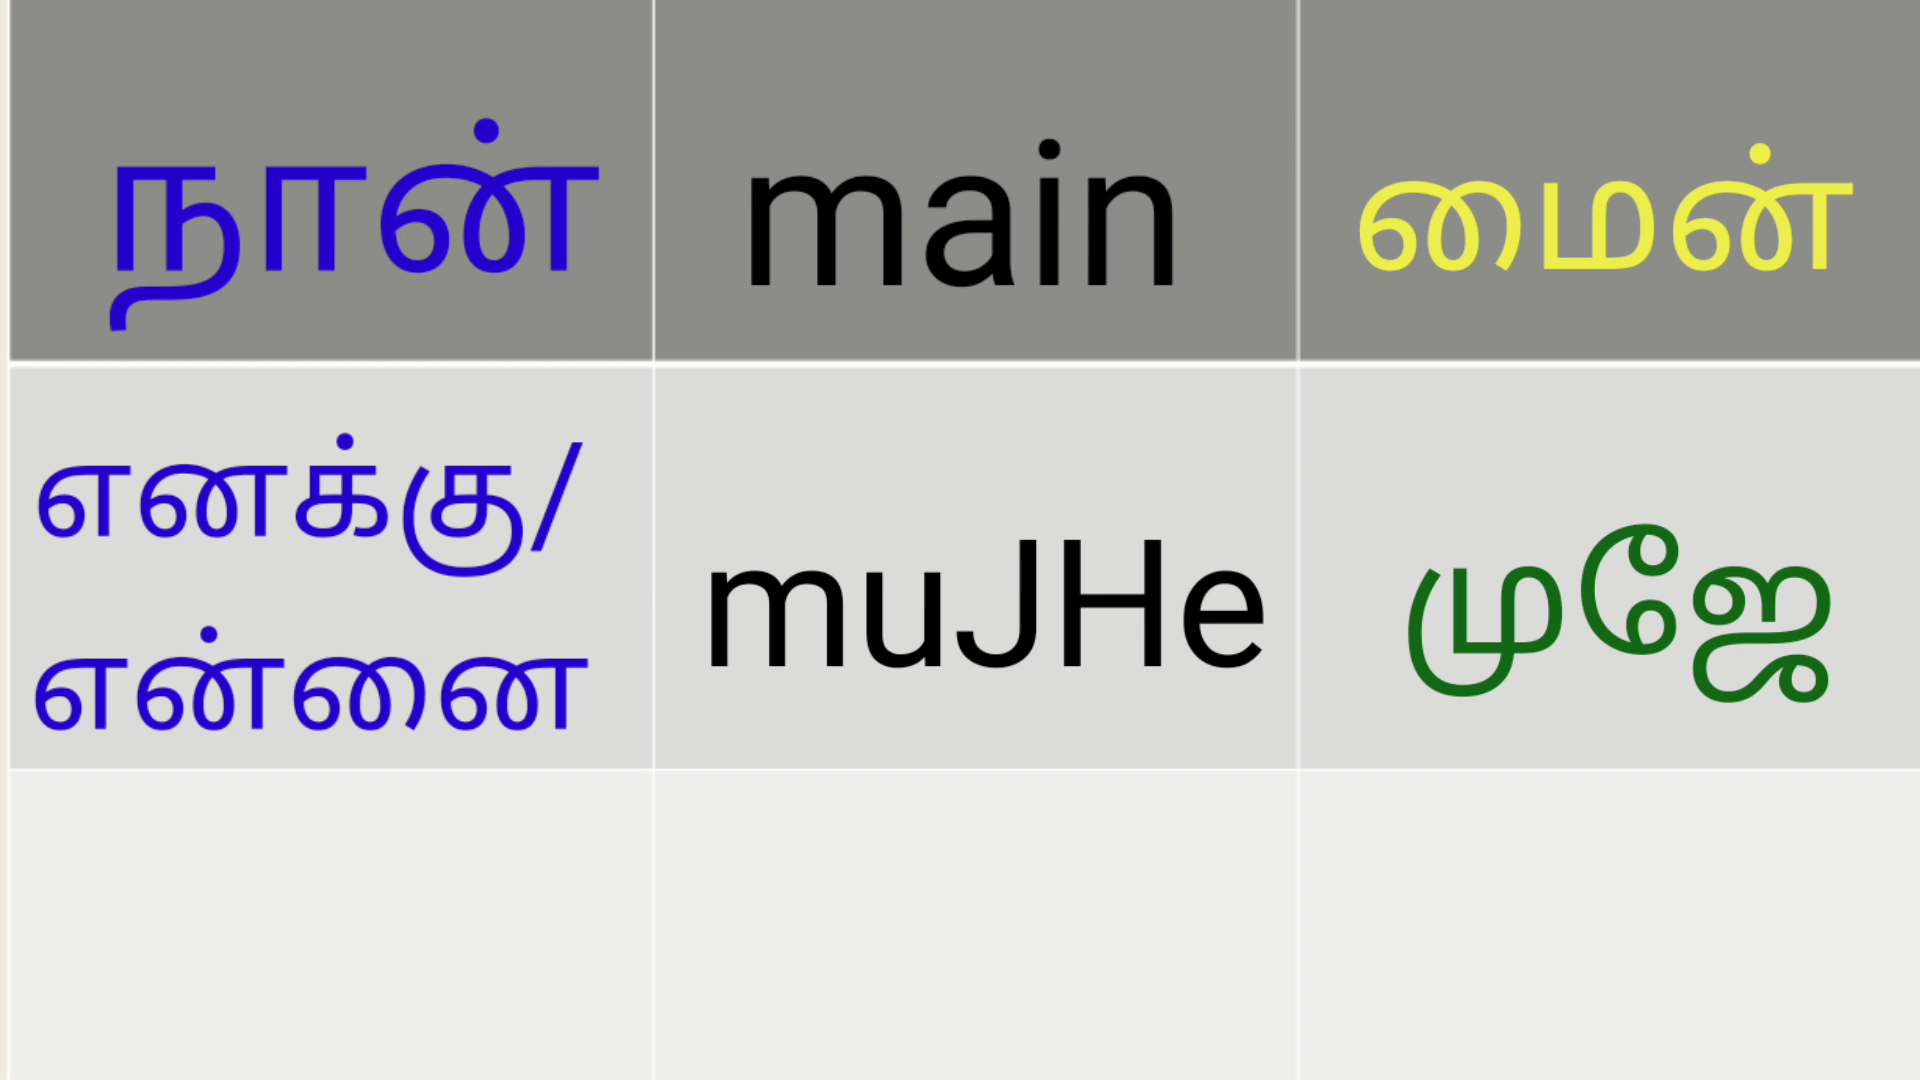 நான்
main
மைன்
எனக்கு/
என்னை
muJHe
முஜே